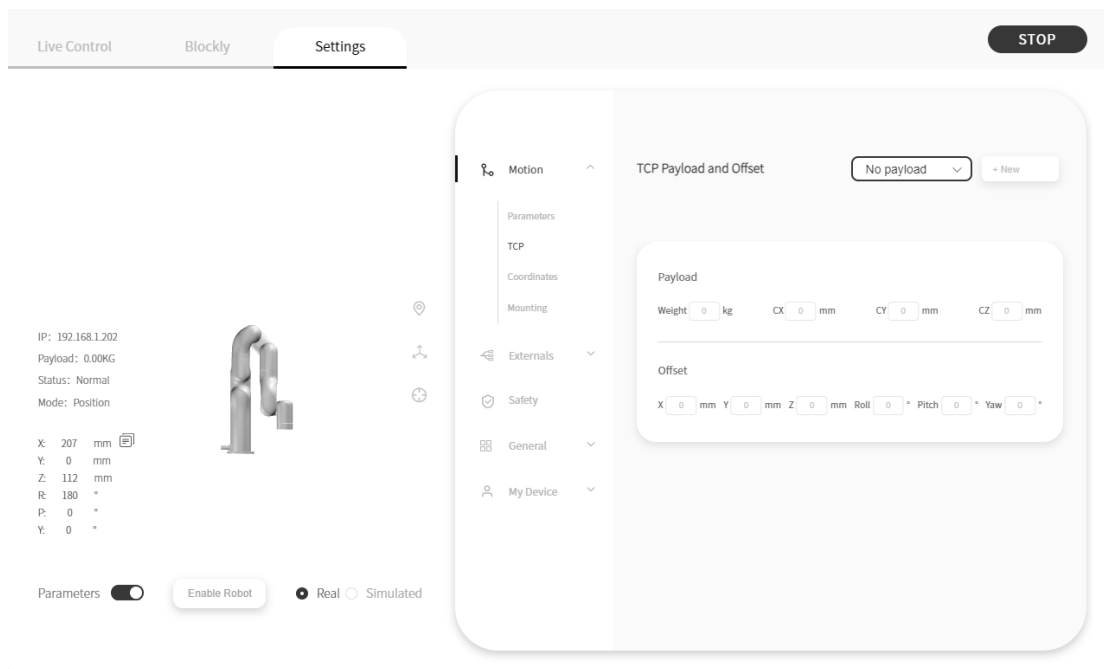 Live Control
Blockly
Settings
STOP
IP: 192.168.1.202
Payload: 0.00KG
Status: Normal
Mode: Position
X: 207 mm
Y: 0 mm
Z: 112 mm
R: 180 °
P: 0 °
Y: 0 °
Parameters
Enable Robot
Real
Simulated
Motion
Parameters
TCP
Coordinates
Mounting
Externals
Safety
General
My Device
TCP Payload and Offset
No payload
+ New
Payload
Weight 0 kg CX 0 mm CY 0 mm CZ 0 mm
Offset
X 0 mm Y 0 mm Z 0 mm Roll 0 ° Pitch 0 ° Yaw 0 °